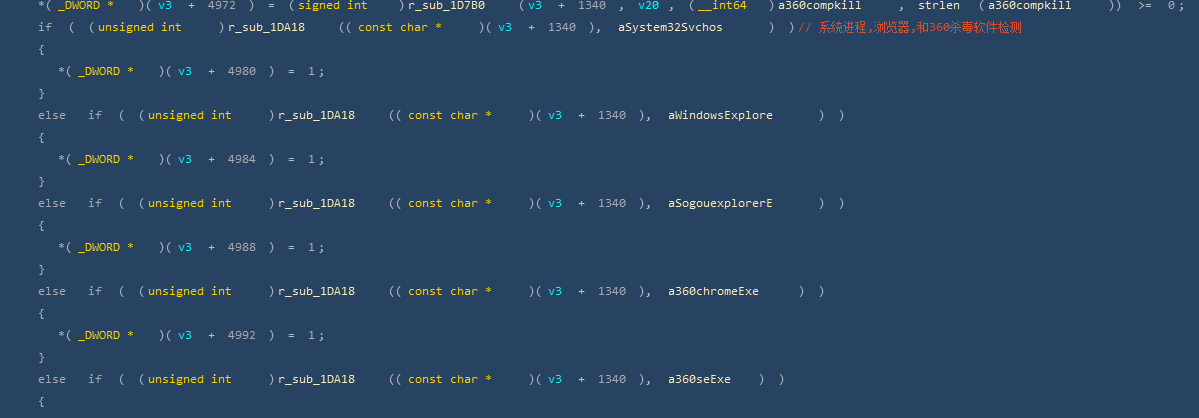 *( _DWORD * )( v3 + 4972 ) = (signed int )r_sub_1D7B0 (v3 + 1340 , v20 , (__int64 )a360compkill , strlen (a360compkill )) >= 0;
if ( (unsigned int )r_sub_1DA18 (( const char * )( v3 + 1340 ), aSystem32Svchos ) )// 系统进程,浏览器,和360杀毒软件检测
{
*( _DWORD * )( v3 + 4980 ) = 1;
}
else if ( (unsigned int )r_sub_1DA18 (( const char * )( v3 + 1340 ), aWindowsExplore ) )
{
*( _DWORD * )( v3 + 4984 ) = 1;
}
else if ( (unsigned int )r_sub_1DA18 (( const char * )( v3 + 1340 ), aSogouexplorerE ) )
{
*( _DWORD * )( v3 + 4988 ) = 1;
}
else if ( (unsigned int )r_sub_1DA18 (( const char * )( v3 + 1340 ), a360chromeExe ) )
{
*( _DWORD * )( v3 + 4992 ) = 1;
}
else if ( (unsigned int )r_sub_1DA18 (( const char * )( v3 + 1340 ), a360seExe ) )
{